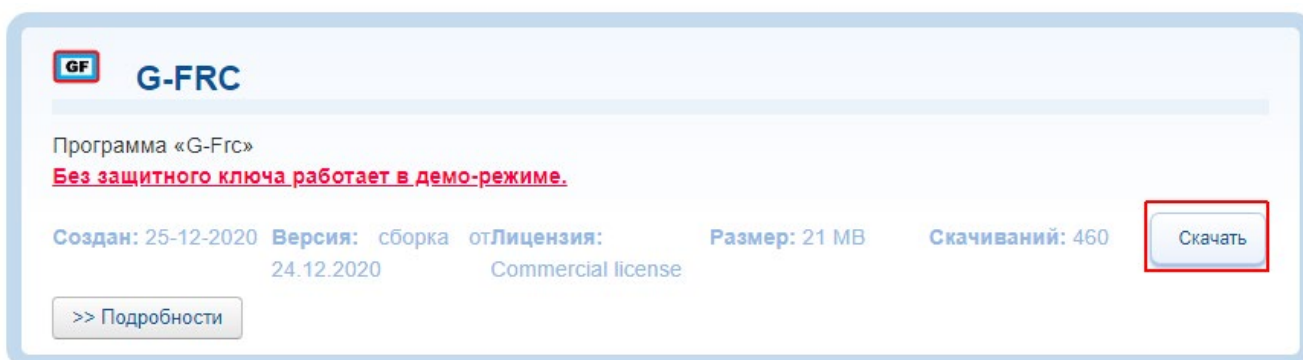 GF
G-FRC
Программа «G-Frc»
Без защитного ключа работает в демо-режиме.
Создан: 25-12-2020 Версия: сборка от 24.12.2020 Лицензия: Commercial license Размер: 21 MB Скачиваний: 460 Скачать
>> Подробности